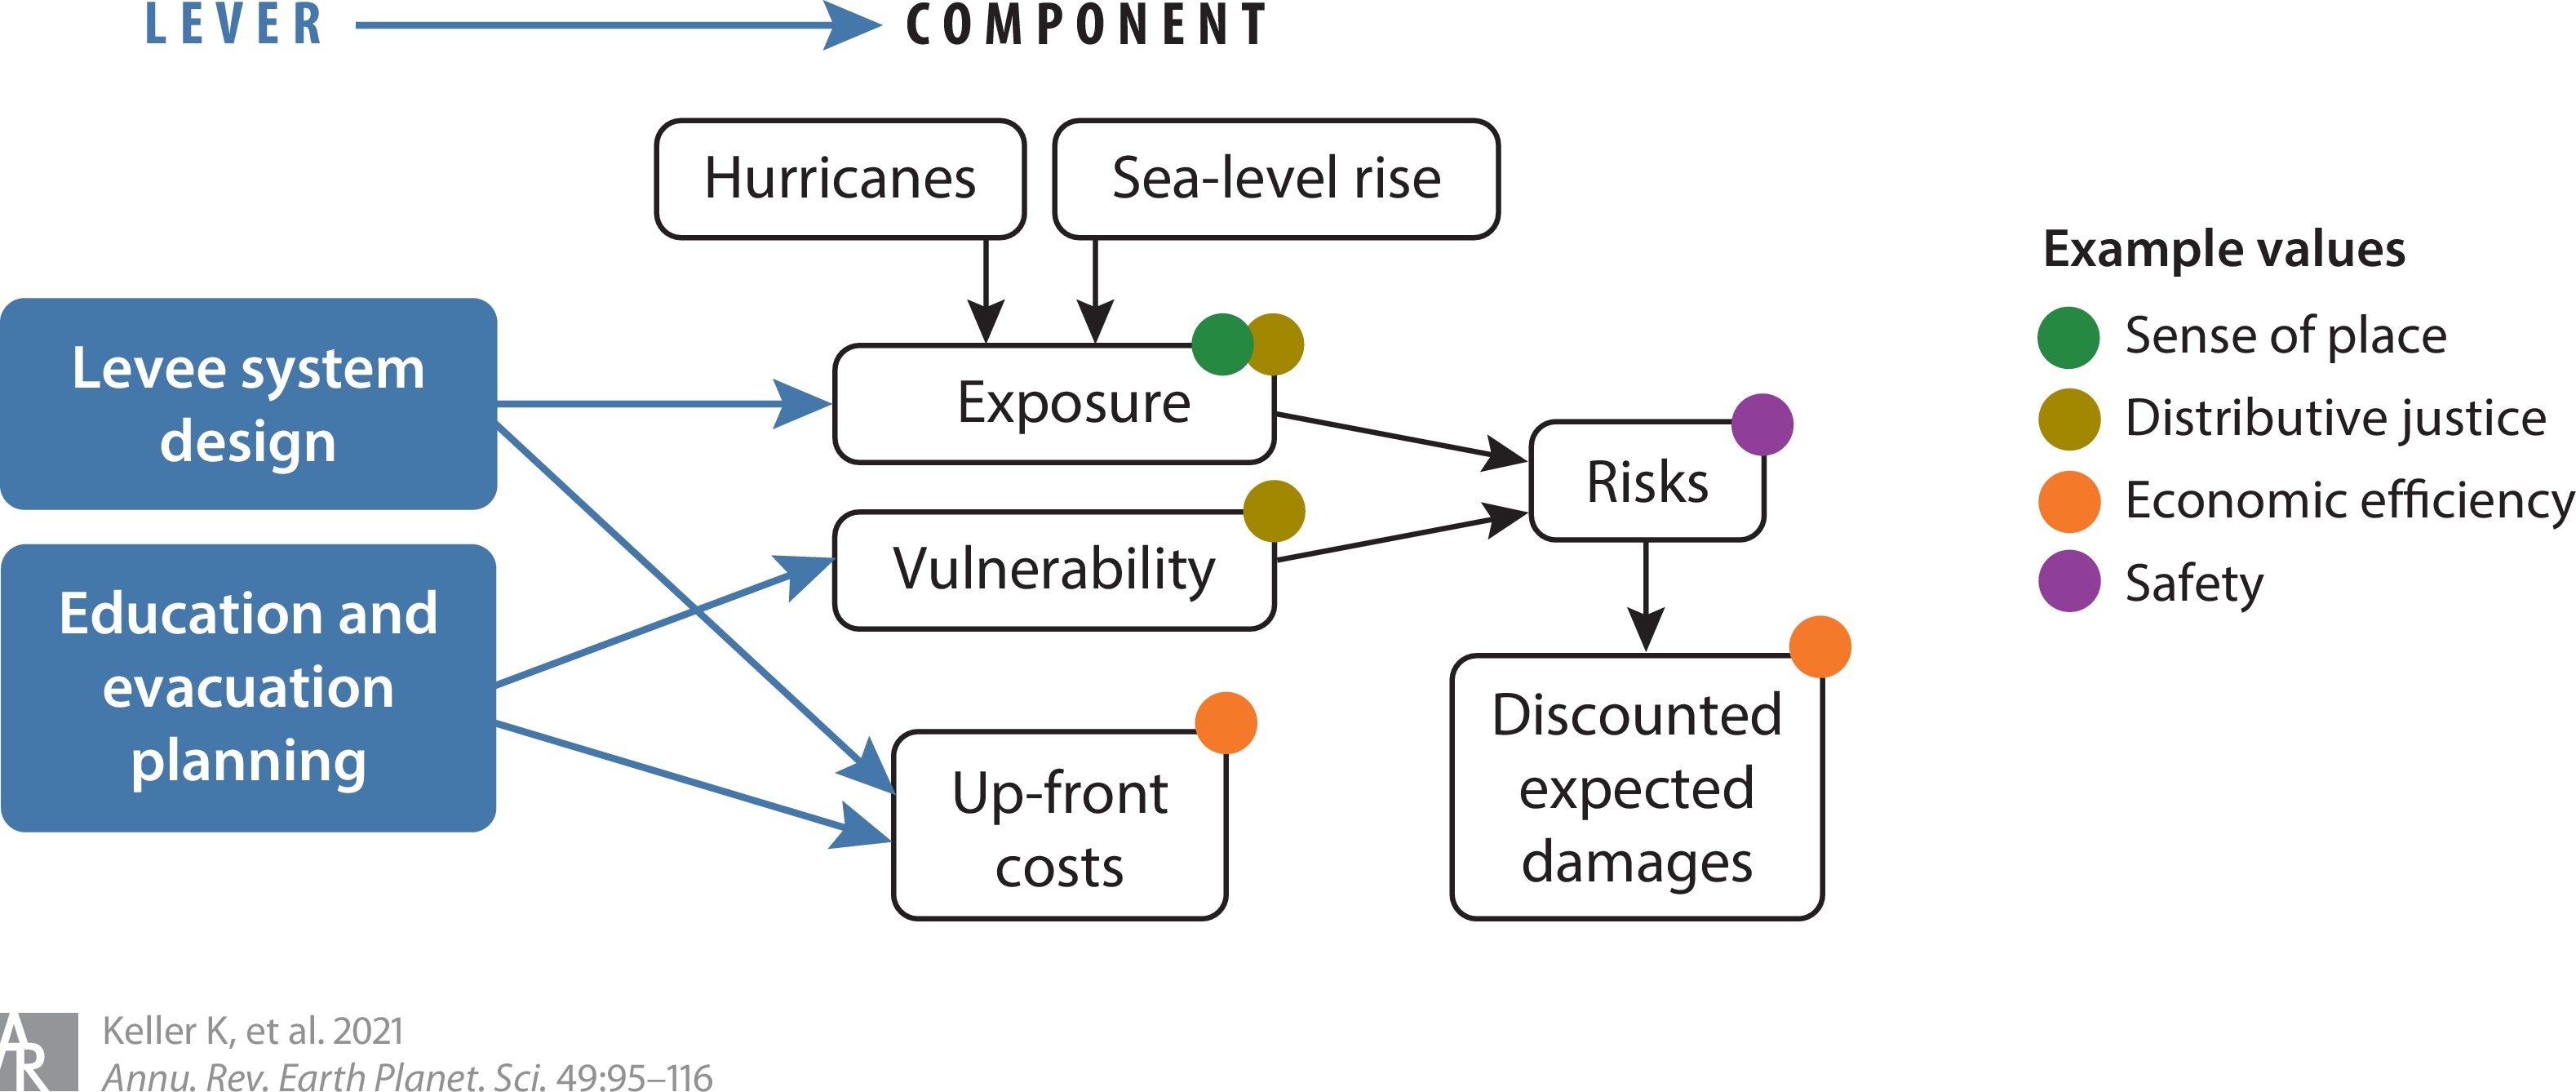 LEVER
COMPONENT
Hurricanes
Sea-level rise
Levee system
design
Exposure
Vulnerability
Risks
Education and
evacuation
planning
Up-front
costs
Discounted
expected
damages
Example values
Sense of place
Distributive justice
Economic efficiency
Safety
AR
Keller K, et al. 2021
Annu. Rev. Earth Planet. Sci. 49:95–116